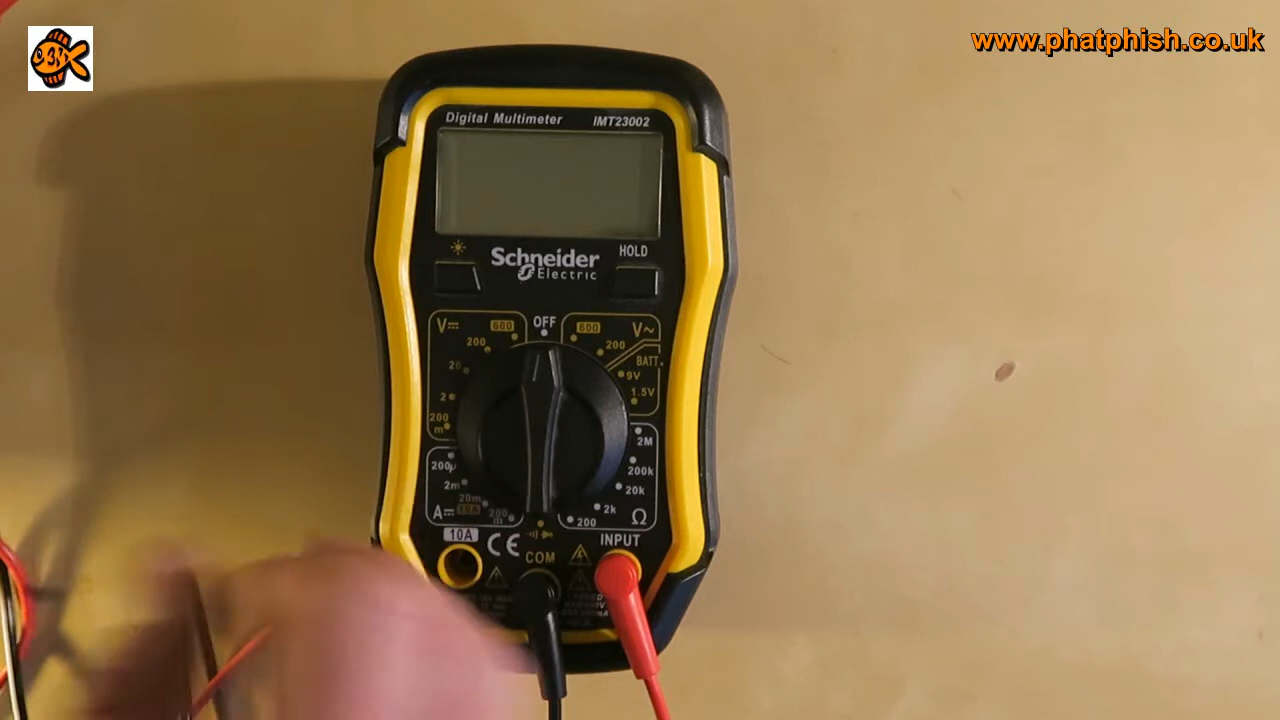 www.phatphish.co.uk
Digital Multimeter IMT23002
HOLD
Schneider
Electric
OFF
V 600 600 V~
200 200
BATT.
20 9V
2 1.5V
200 m
2M
200µ 200k
2m 20k
20m 2k
A 10A 200 m 200 Ω
10A CE COM INPUT